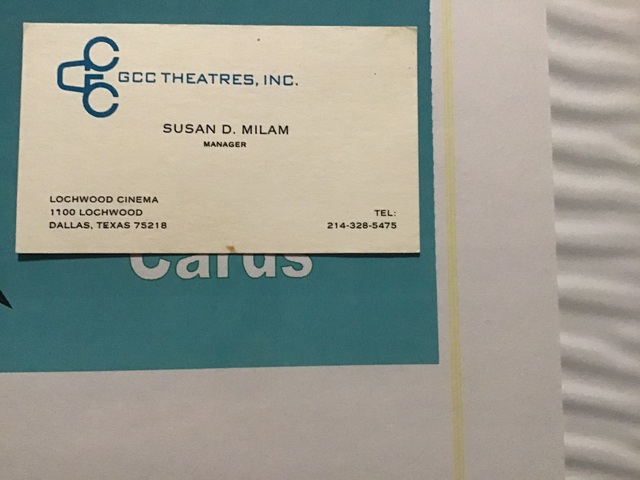 GCC THEATRES, INC.
SUSAN D. MILAM
MANAGER
LOCHWOOD CINEMA
1100 LOCHWOOD
DALLAS, TEXAS 75218
TEL:
214-328-5475
Cards